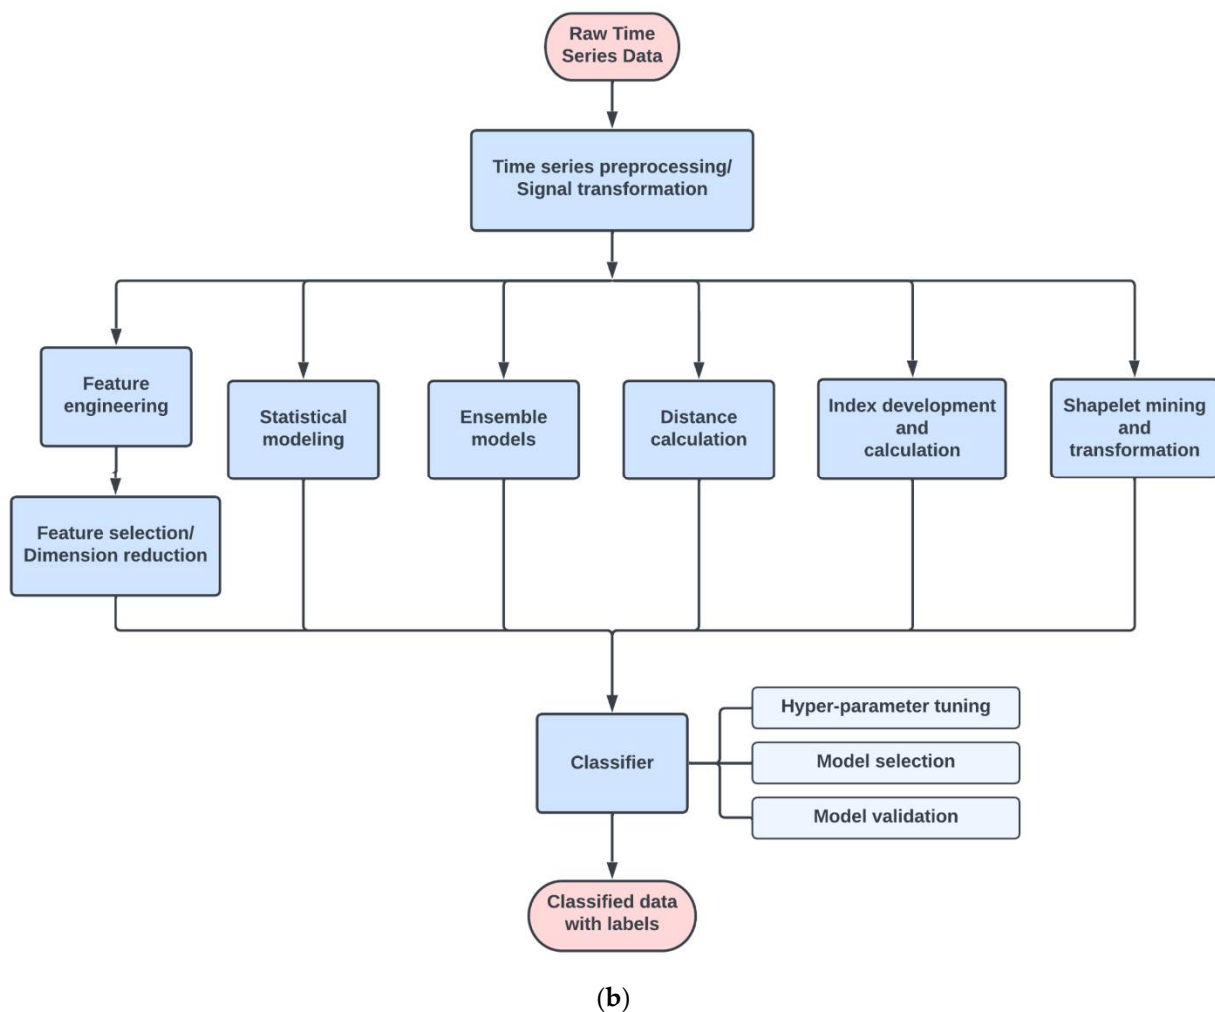 Raw Time
Series Data
Time series preprocessing/
Signal transformation
Feature
engineering
Statistical
modeling
Ensemble
models
Distance
calculation
Index development
and
calculation
Shapelet mining
and
transformation
Feature selection/
Dimension reduction
Classifier
Hyper-parameter tuning
Model selection
Model validation
Classified data
with labels
(b)